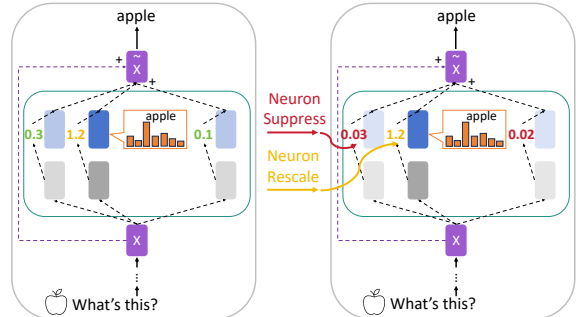 apple
+
x̃
+
apple
0.3
1.2
0.1
x
...
What's this?
Neuron
Suppress
Neuron
Rescale
apple
+
x̃
+
apple
0.03
1.2
0.02
x
...
What's this?